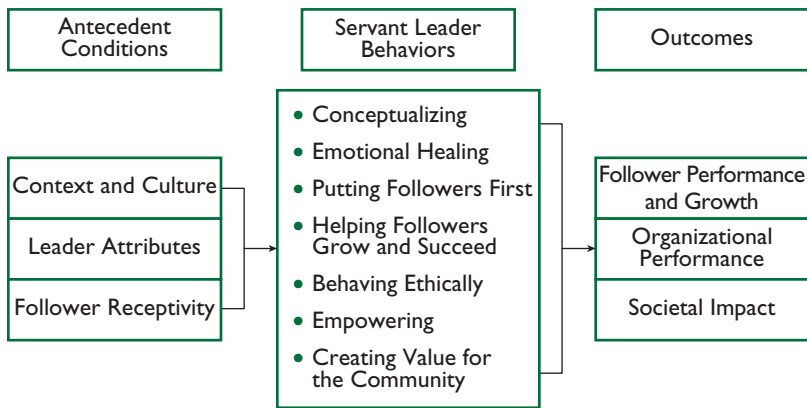 Antecedent
Conditions
Servant Leader
Behaviors
Outcomes
Context and Culture
Leader Attributes
Follower Receptivity
• Conceptualizing
• Emotional Healing
• Putting Followers First
• Helping Followers
Grow and Succeed
• Behaving Ethically
• Empowering
• Creating Value for
the Community
Follower Performance
and Growth
Organizational
Performance
Societal Impact